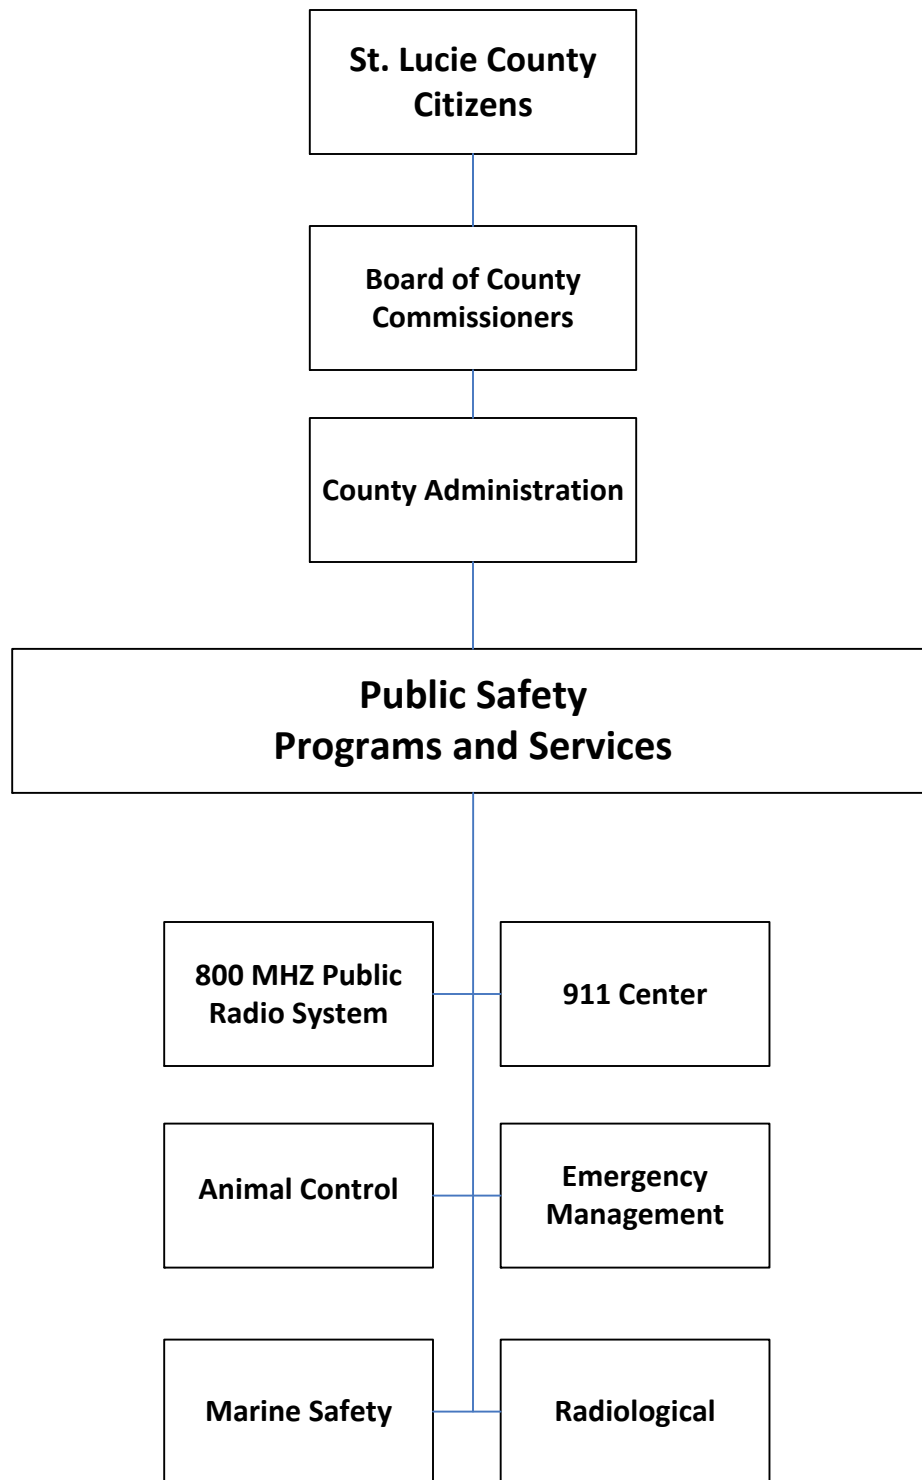 St. Lucie County
Citizens
Board of County
Commissioners
County Administration
Public Safety
Programs and Services
800 MHZ Public
Radio System
911 Center
Animal Control
Emergency
Management
Marine Safety
Radiological